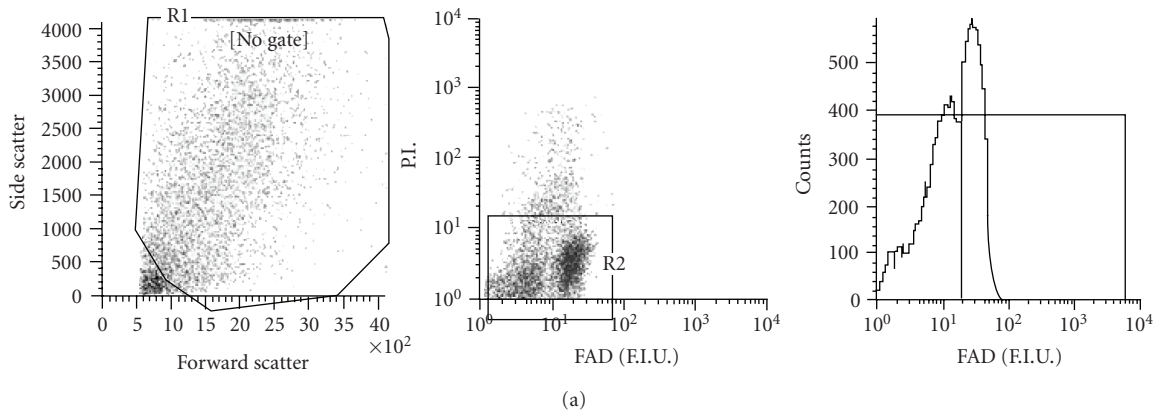 R1
[No gate]
Side scatter
4000
3500
3000
2500
2000
1500
1000
500
0
0 5 10 15 20 25 30 35 40
×10²
Forward scatter
P.I.
10⁴
10³
10²
10¹
10⁰
R2
10⁰ 10¹ 10² 10³ 10⁴
FAD (F.I.U.)
Counts
500
400
300
200
100
0
10⁰ 10¹ 10² 10³ 10⁴
FAD (F.I.U.)
(a)